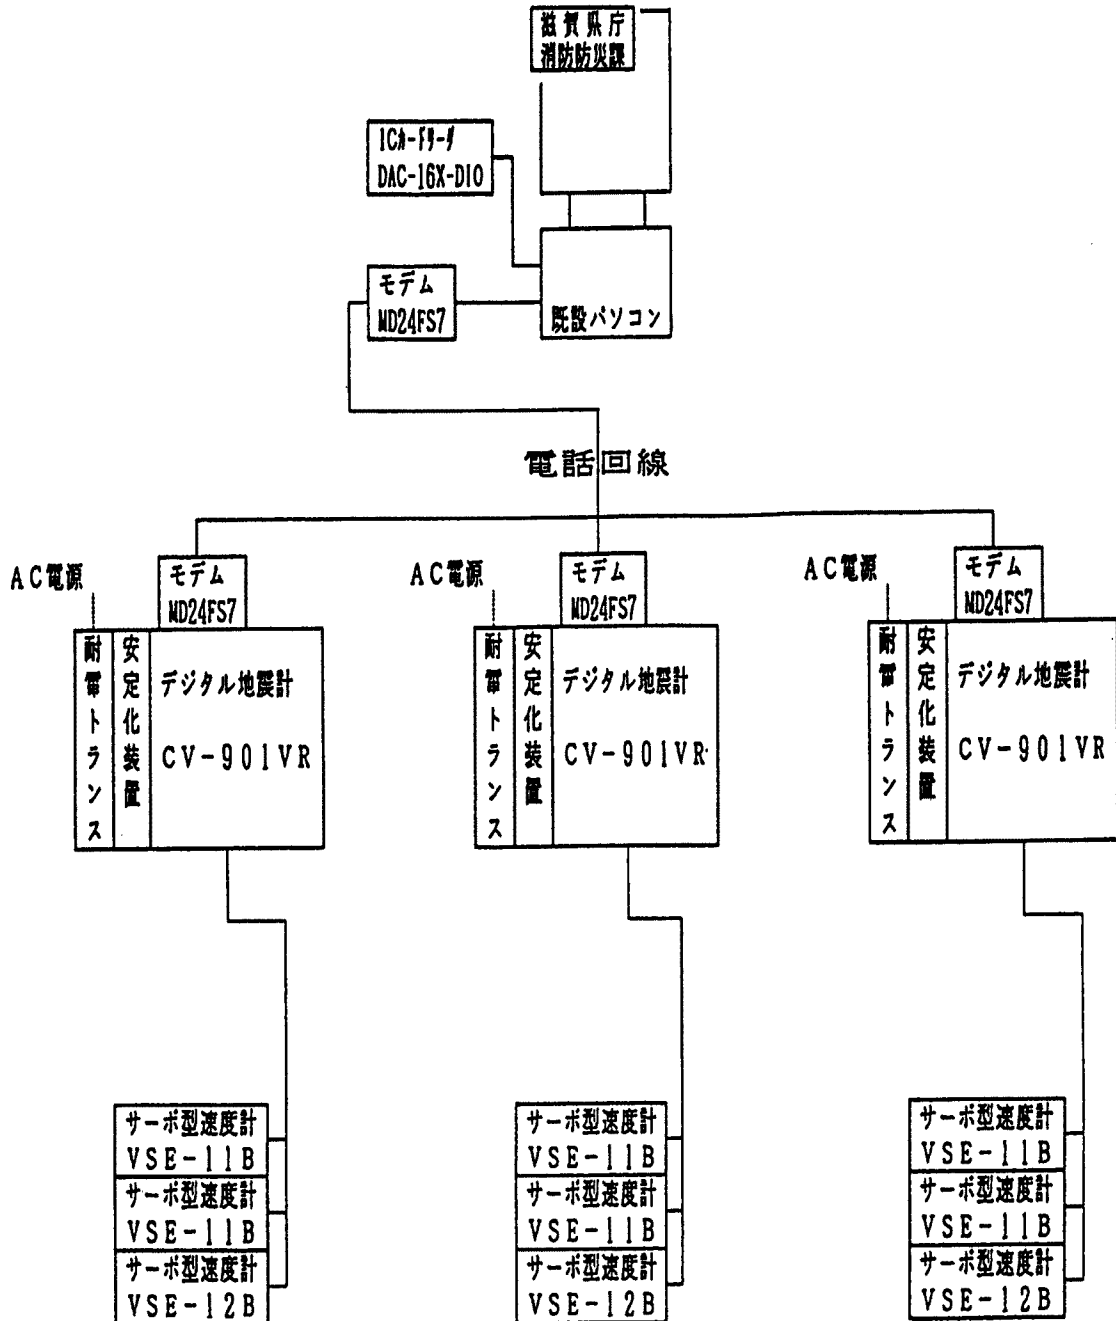 滋賀県庁
消防防災課
ICカードリーダ
DAC-16X-DIO
モデム
MD24FS7
既設パソコン
電話回線
AC電源
モデム
MD24FS7
耐雷トランス
安定化装置
デジタル地震計
CV-901VR
AC電源
モデム
MD24FS7
耐雷トランス
安定化装置
デジタル地震計
CV-901VR
AC電源
モデム
MD24FS7
耐雷トランス
安定化装置
デジタル地震計
CV-901VR
サーボ型速度計
VSE-11B
サーボ型速度計
VSE-11B
サーボ型速度計
VSE-12B
サーボ型速度計
VSE-11B
サーボ型速度計
VSE-11B
サーボ型速度計
VSE-12B
サーボ型速度計
VSE-11B
サーボ型速度計
VSE-11B
サーボ型速度計
VSE-12B